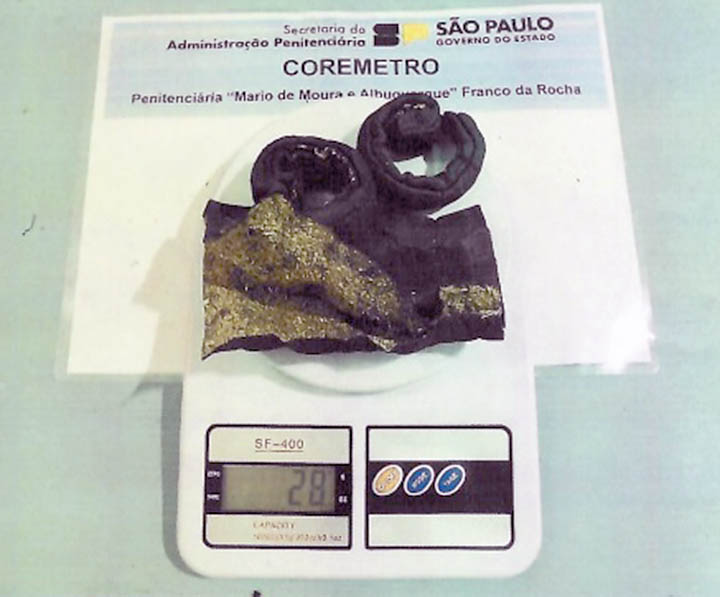 Secretaria da
Administração Penitenciária
SÃO PAULO
GOVERNO DO ESTADO
COREMETRO
Penitenciária "Mario de Moura e Albuquerque" Franco da Rocha
SF-400
28
CAPACITY